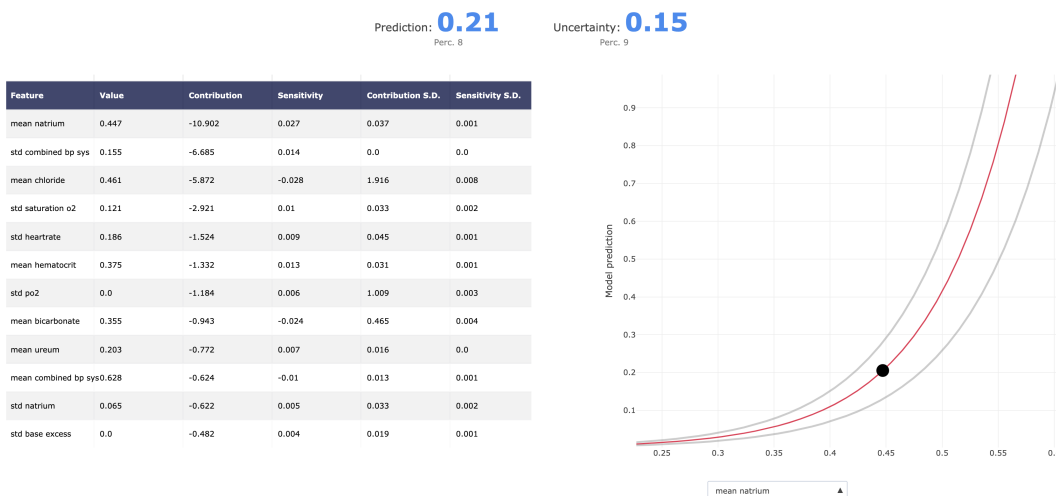 Prediction: 0.21 Uncertainty: 0.15
Perc. 8 Perc. 9
Feature Value Contribution Sensitivity Contribution S.D. Sensitivity S.D.
mean natrium 0.447 -10.902 0.027 0.037 0.001
std combined bp sys 0.155 -6.685 0.014 0.0 0.0
mean chloride 0.461 -5.872 -0.028 1.916 0.008
std saturation o2 0.121 -2.921 0.01 0.033 0.002
std heartrate 0.186 -1.524 0.009 0.045 0.001
mean hematocrit 0.375 -1.332 0.013 0.031 0.001
std po2 0.0 -1.184 0.006 1.009 0.003
mean bicarbonate 0.355 -0.943 -0.024 0.465 0.004
mean ureum 0.203 -0.772 0.007 0.016 0.0
mean combined bp sys 0.628 -0.624 -0.01 0.013 0.001
std natrium 0.065 -0.622 0.005 0.033 0.002
std base excess 0.0 -0.482 0.004 0.019 0.001
Model prediction
0.9
0.8
0.7
0.6
0.5
0.4
0.3
0.2
0.1
0.25 0.3 0.35 0.4 0.45 0.5 0.55
mean natrium ▲